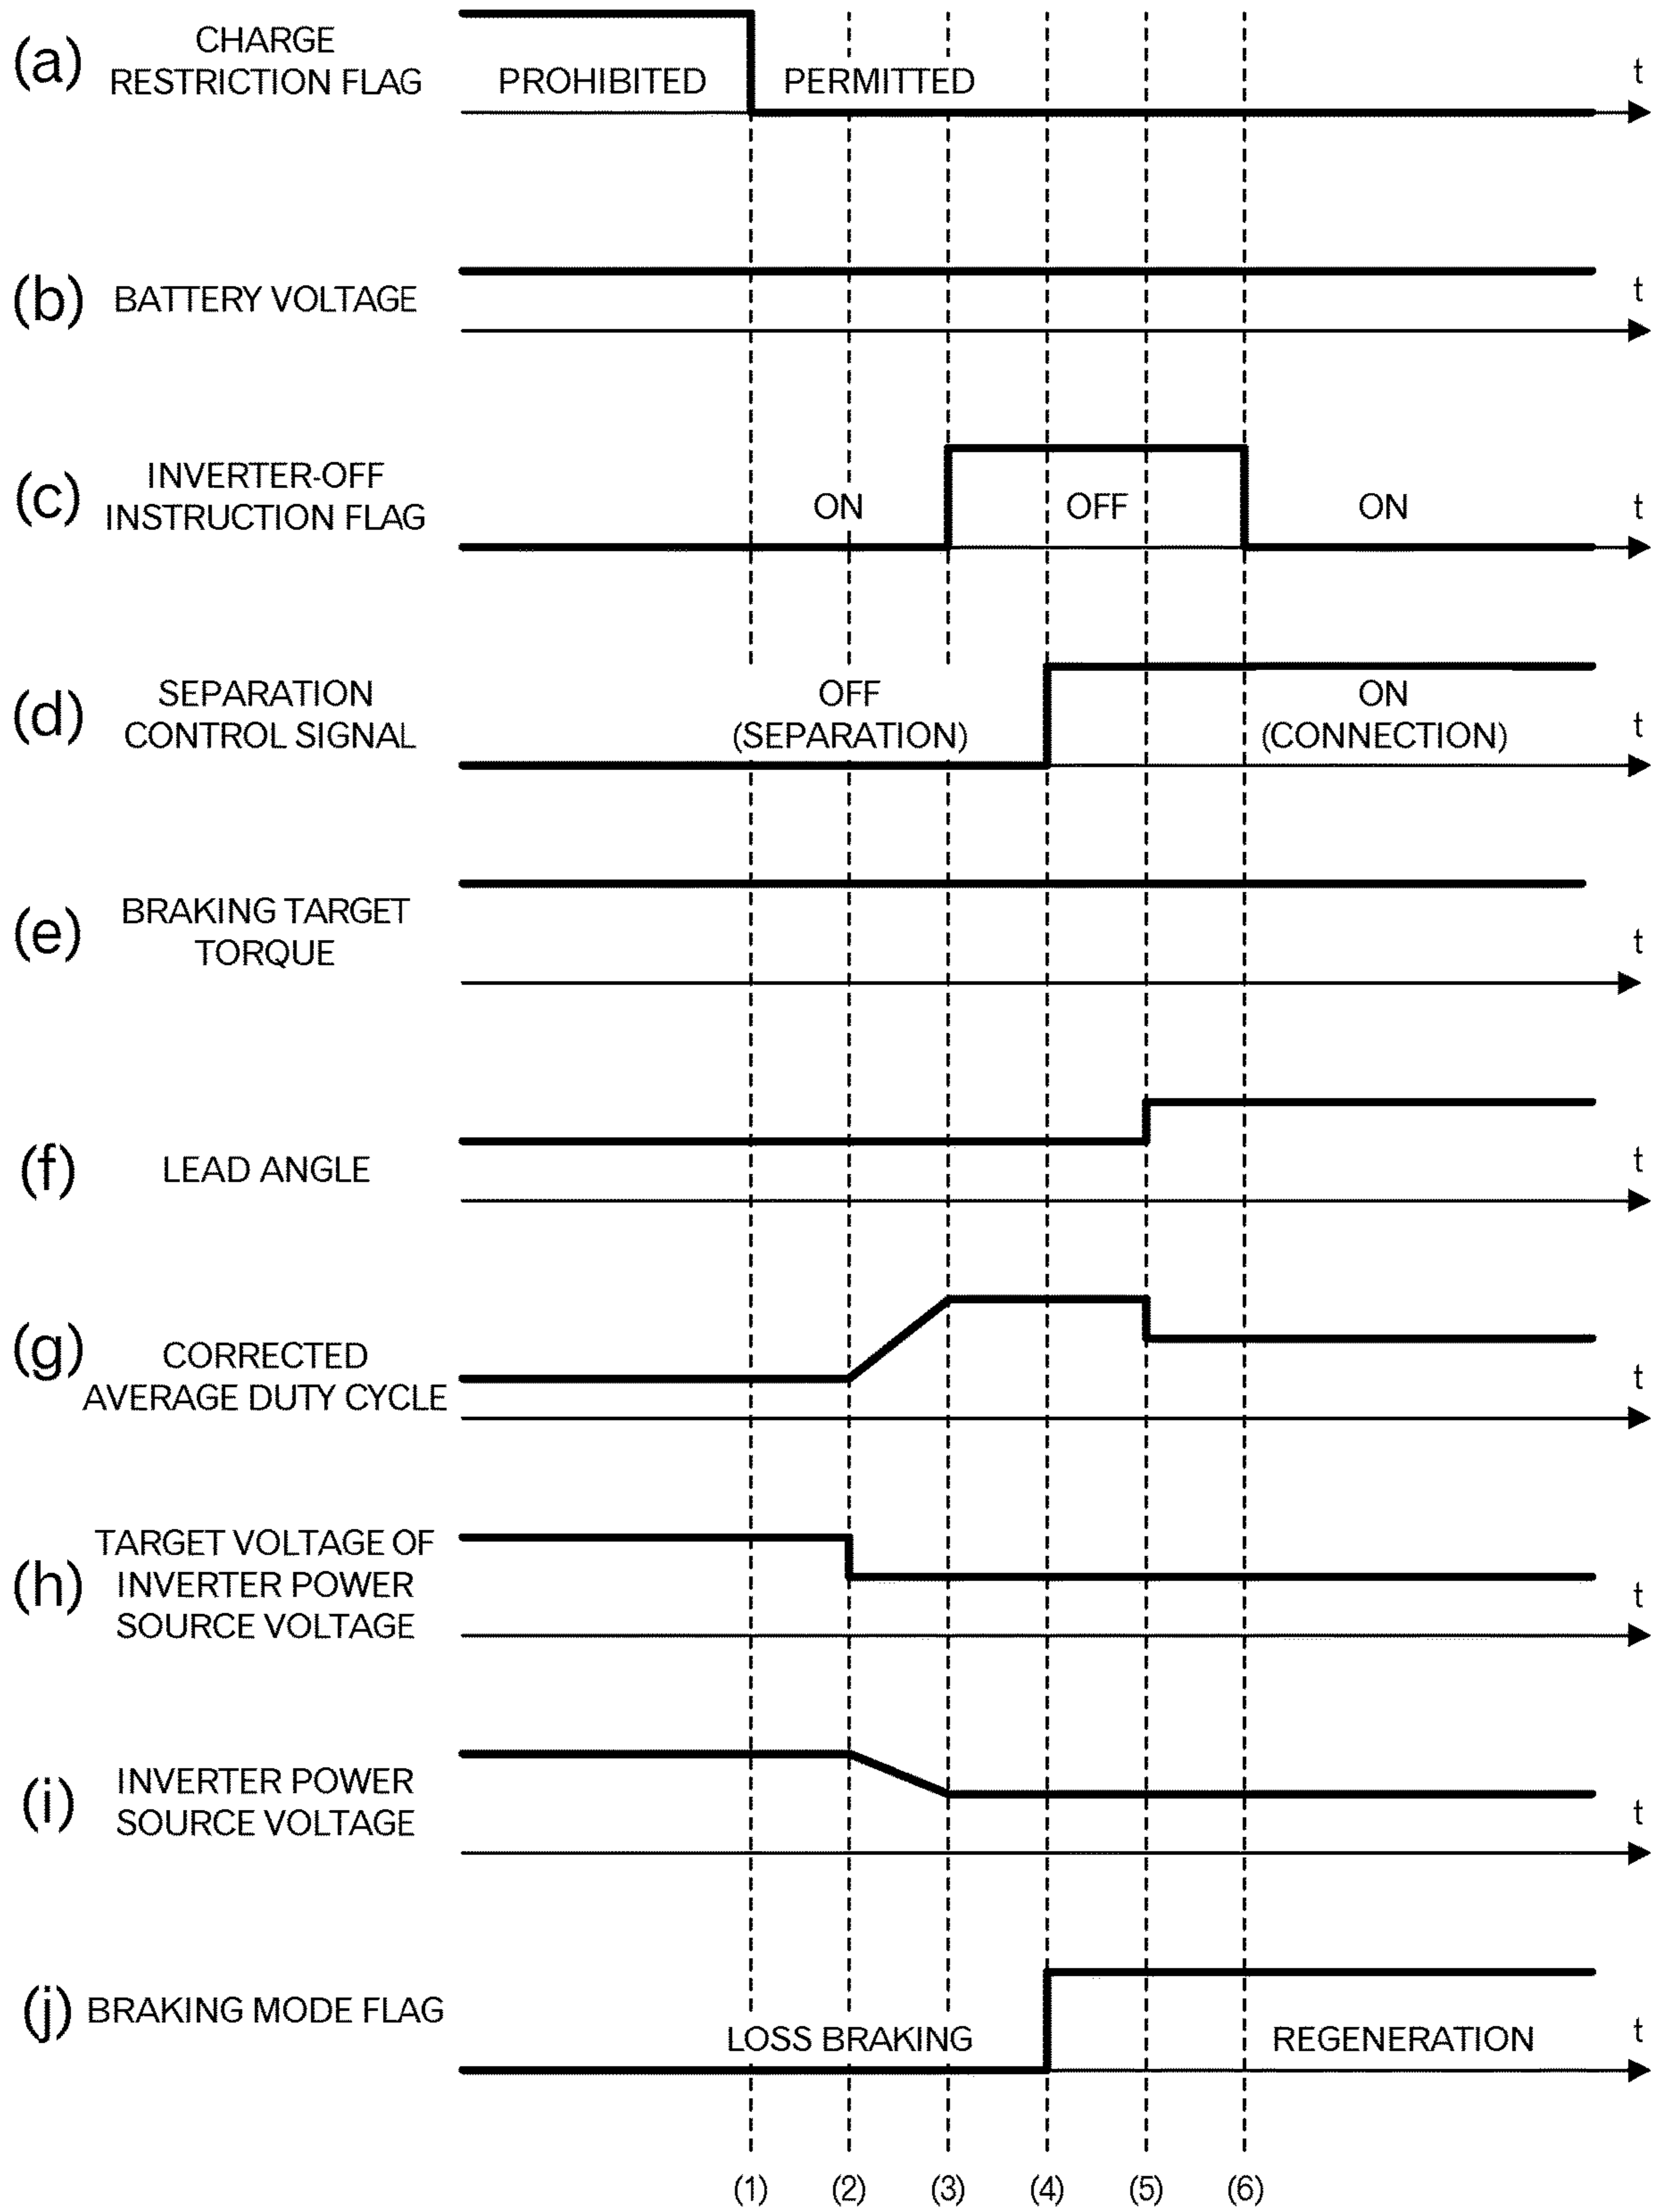 (a)
CHARGE
RESTRICTION FLAG
PROHIBITED
PERMITTED
t
(b)
BATTERY VOLTAGE
t
(c)
INVERTER-OFF
INSTRUCTION FLAG
ON
OFF
ON
t
(d)
SEPARATION
CONTROL SIGNAL
OFF
(SEPARATION)
ON
(CONNECTION)
t
(e)
BRAKING TARGET
TORQUE
t
(f)
LEAD ANGLE
t
(g)
CORRECTED
AVERAGE DUTY CYCLE
t
(h)
TARGET VOLTAGE OF
INVERTER POWER
SOURCE VOLTAGE
t
(i)
INVERTER POWER
SOURCE VOLTAGE
t
(j)
BRAKING MODE FLAG
LOSS BRAKING
REGENERATION
t
(1) (2) (3) (4) (5) (6)